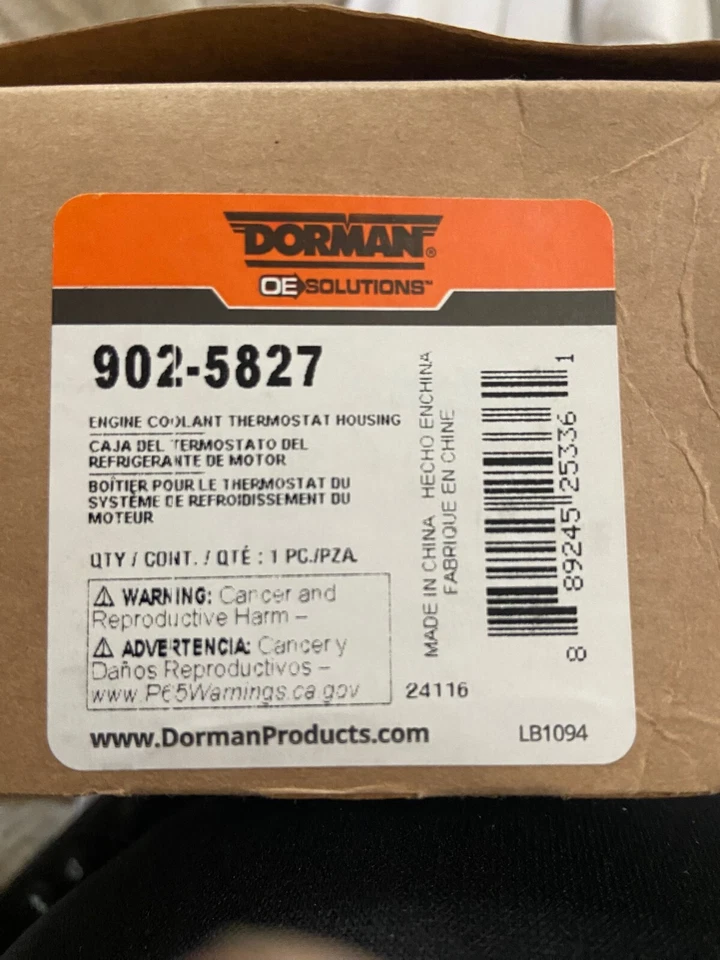 DORMAN®
OE SOLUTIONS™
902-5827
ENGINE COOLANT THERMOSTAT HOUSING
CAJA DEL TERMOSTATO DEL
REFRIGERANTE DE MOTOR
BOÎTIER POUR LE THERMOSTAT DU
SYSTÈME DE REFROIDISSEMENT DU
MOTEUR
QTY / CONT. / QTÉ : 1 PC./PZA.
⚠ WARNING: Cancer and
Reproductive Harm –
⚠ ADVERTENCIA: Cancer y
Daños Reproductivos –
www.P65Warnings.ca.gov
www.DormanProducts.com
MADE IN CHINA HECHO ENCHINA
FABRIQUE EN CHINE
24116
8 89245 25336 1
LB1094